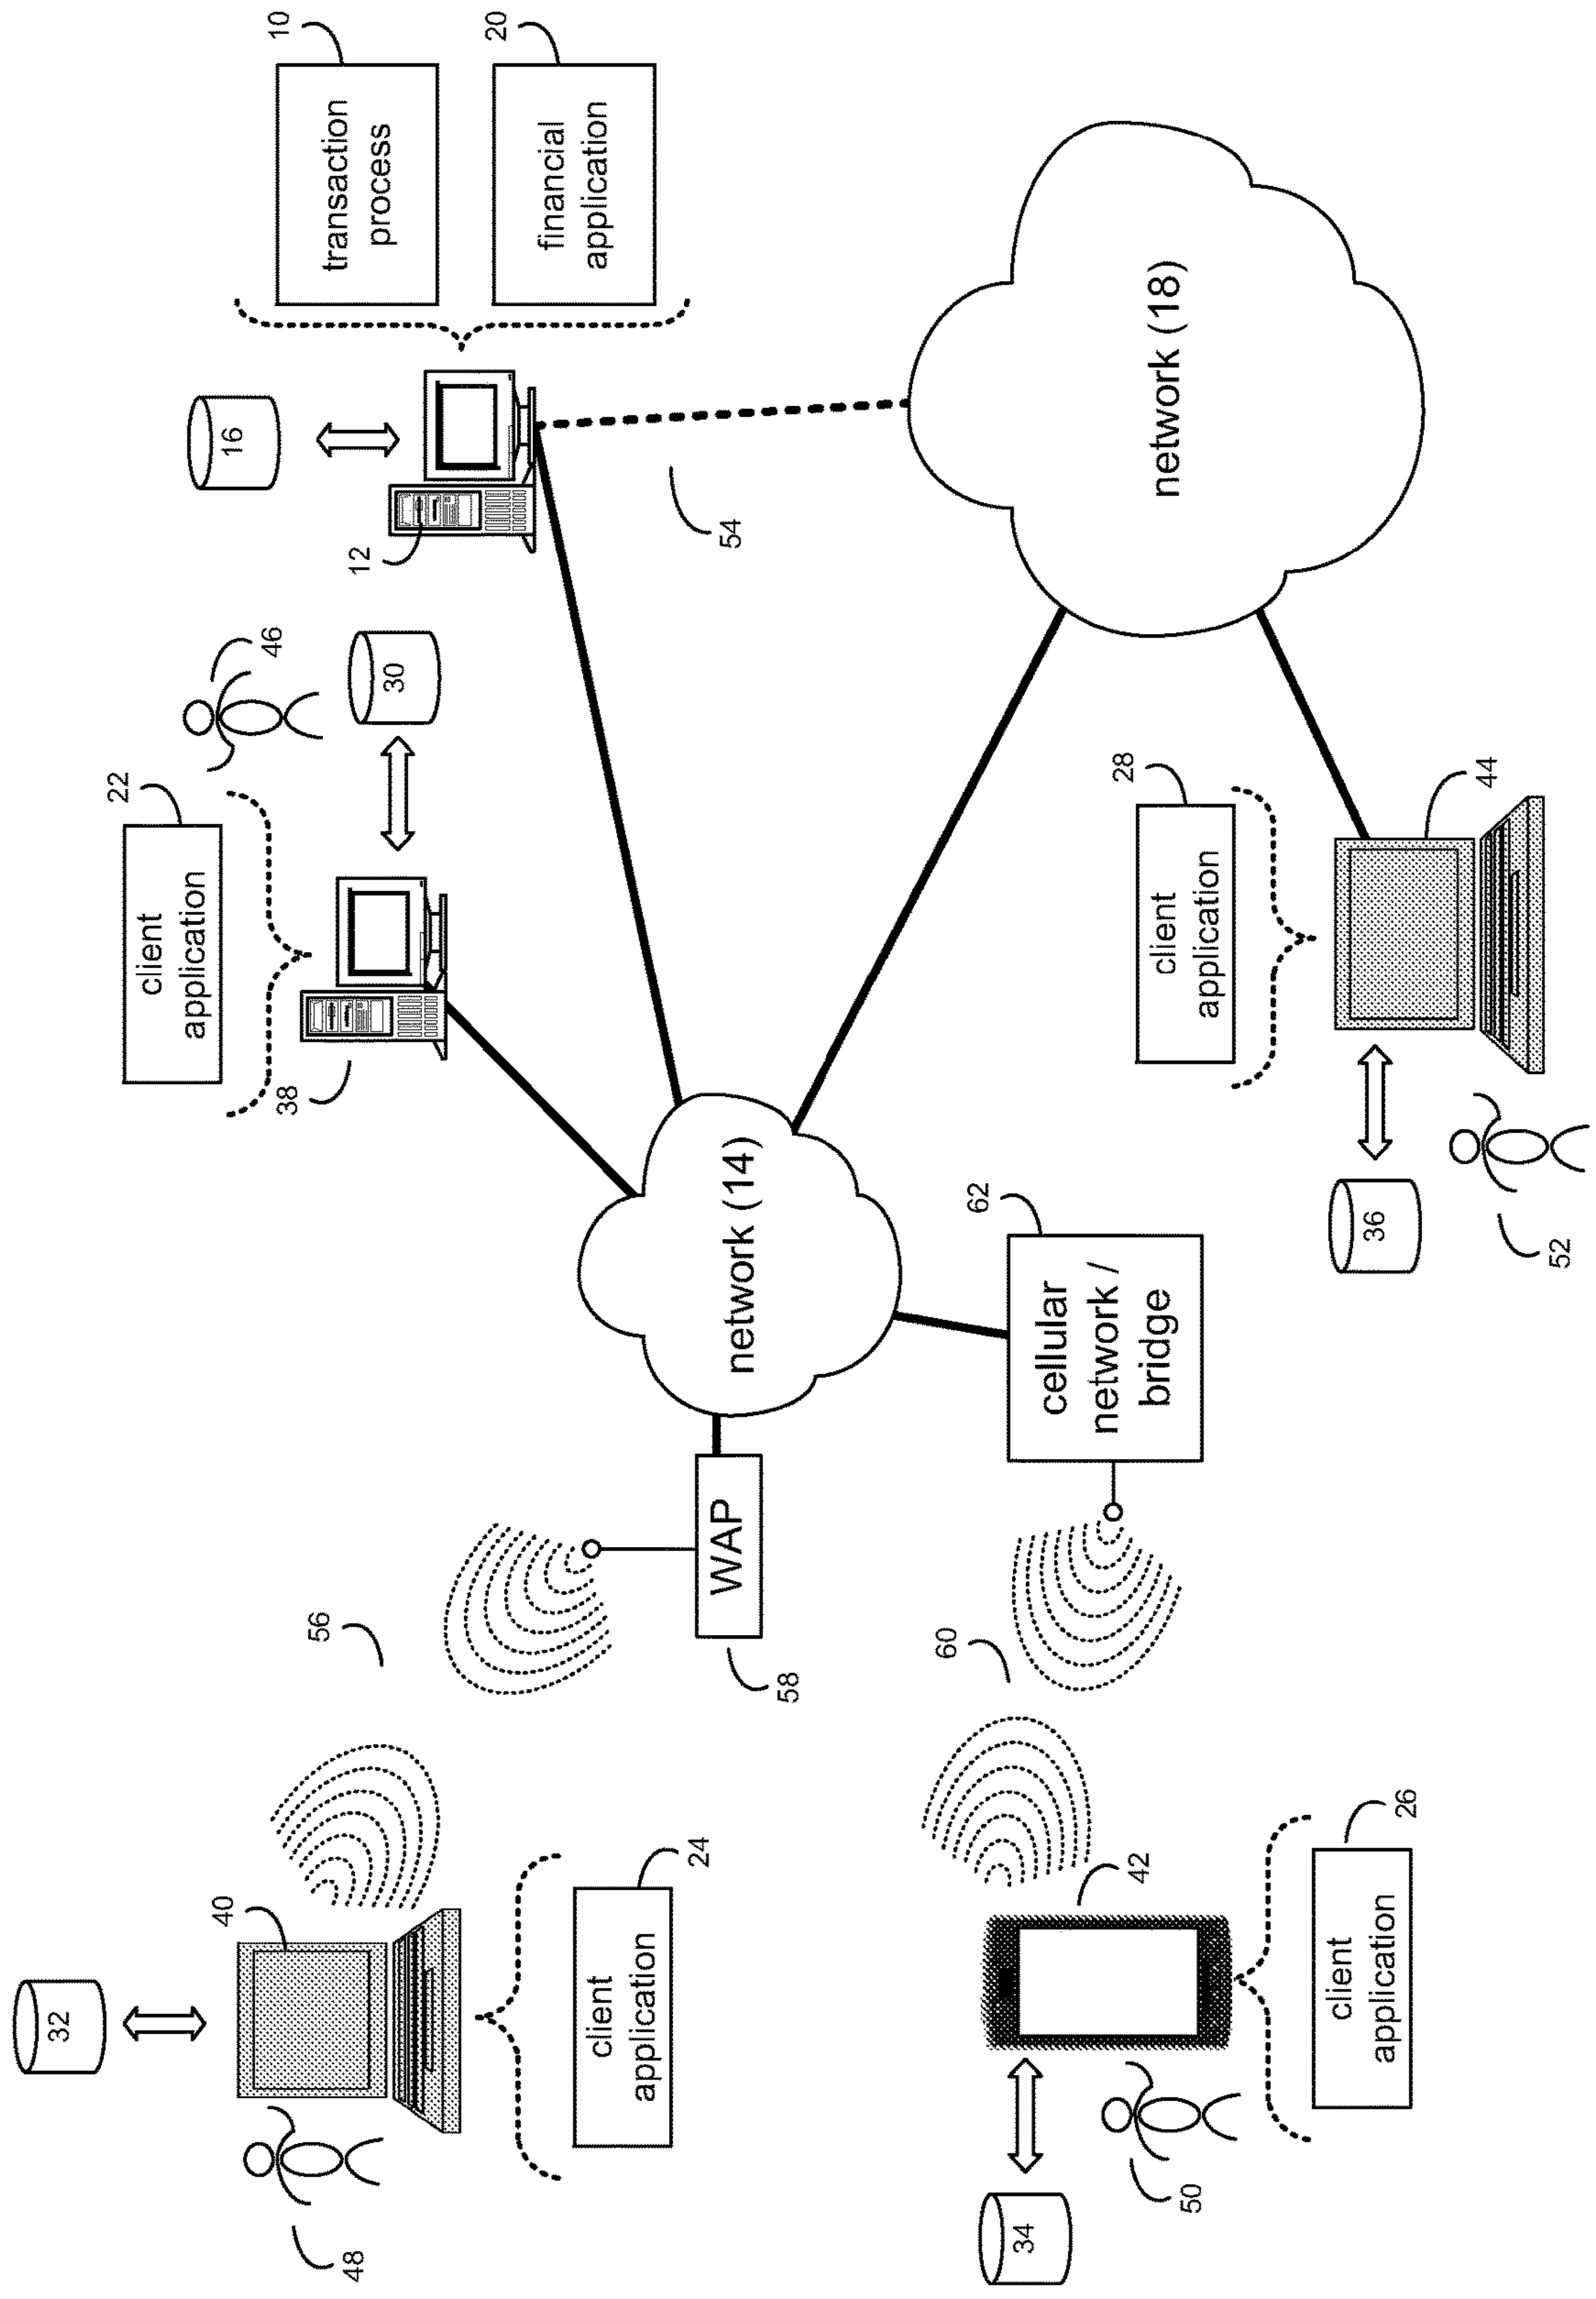 32
40
48
client
application
24
56
WAP
58
client
application
22
38
46
30
16
12
transaction
process
10
financial
application
20
54
network (14)
network (18)
34
50
42
client
application
26
60
cellular
network /
bridge
62
client
application
28
44
36
52